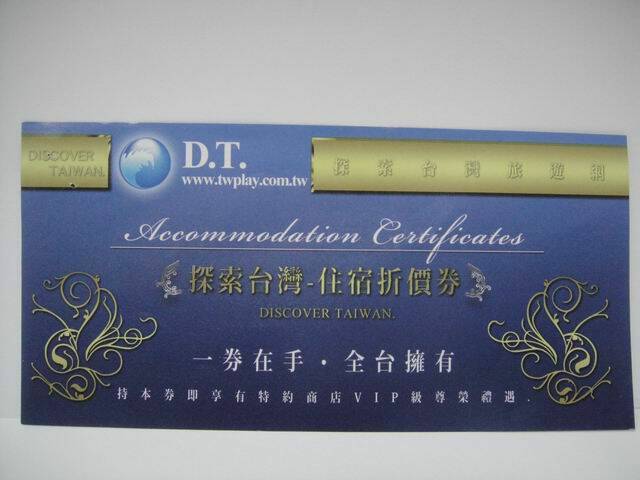 DISCOVER
TAIWAN.
D.T.
www.twplay.com.tw
探索台灣旅遊網
Accommodation Certificates
探索台灣-住宿折價券
DISCOVER TAIWAN.
一券在手・全台擁有
持本券即享有特約商店VIP級尊榮禮遇.